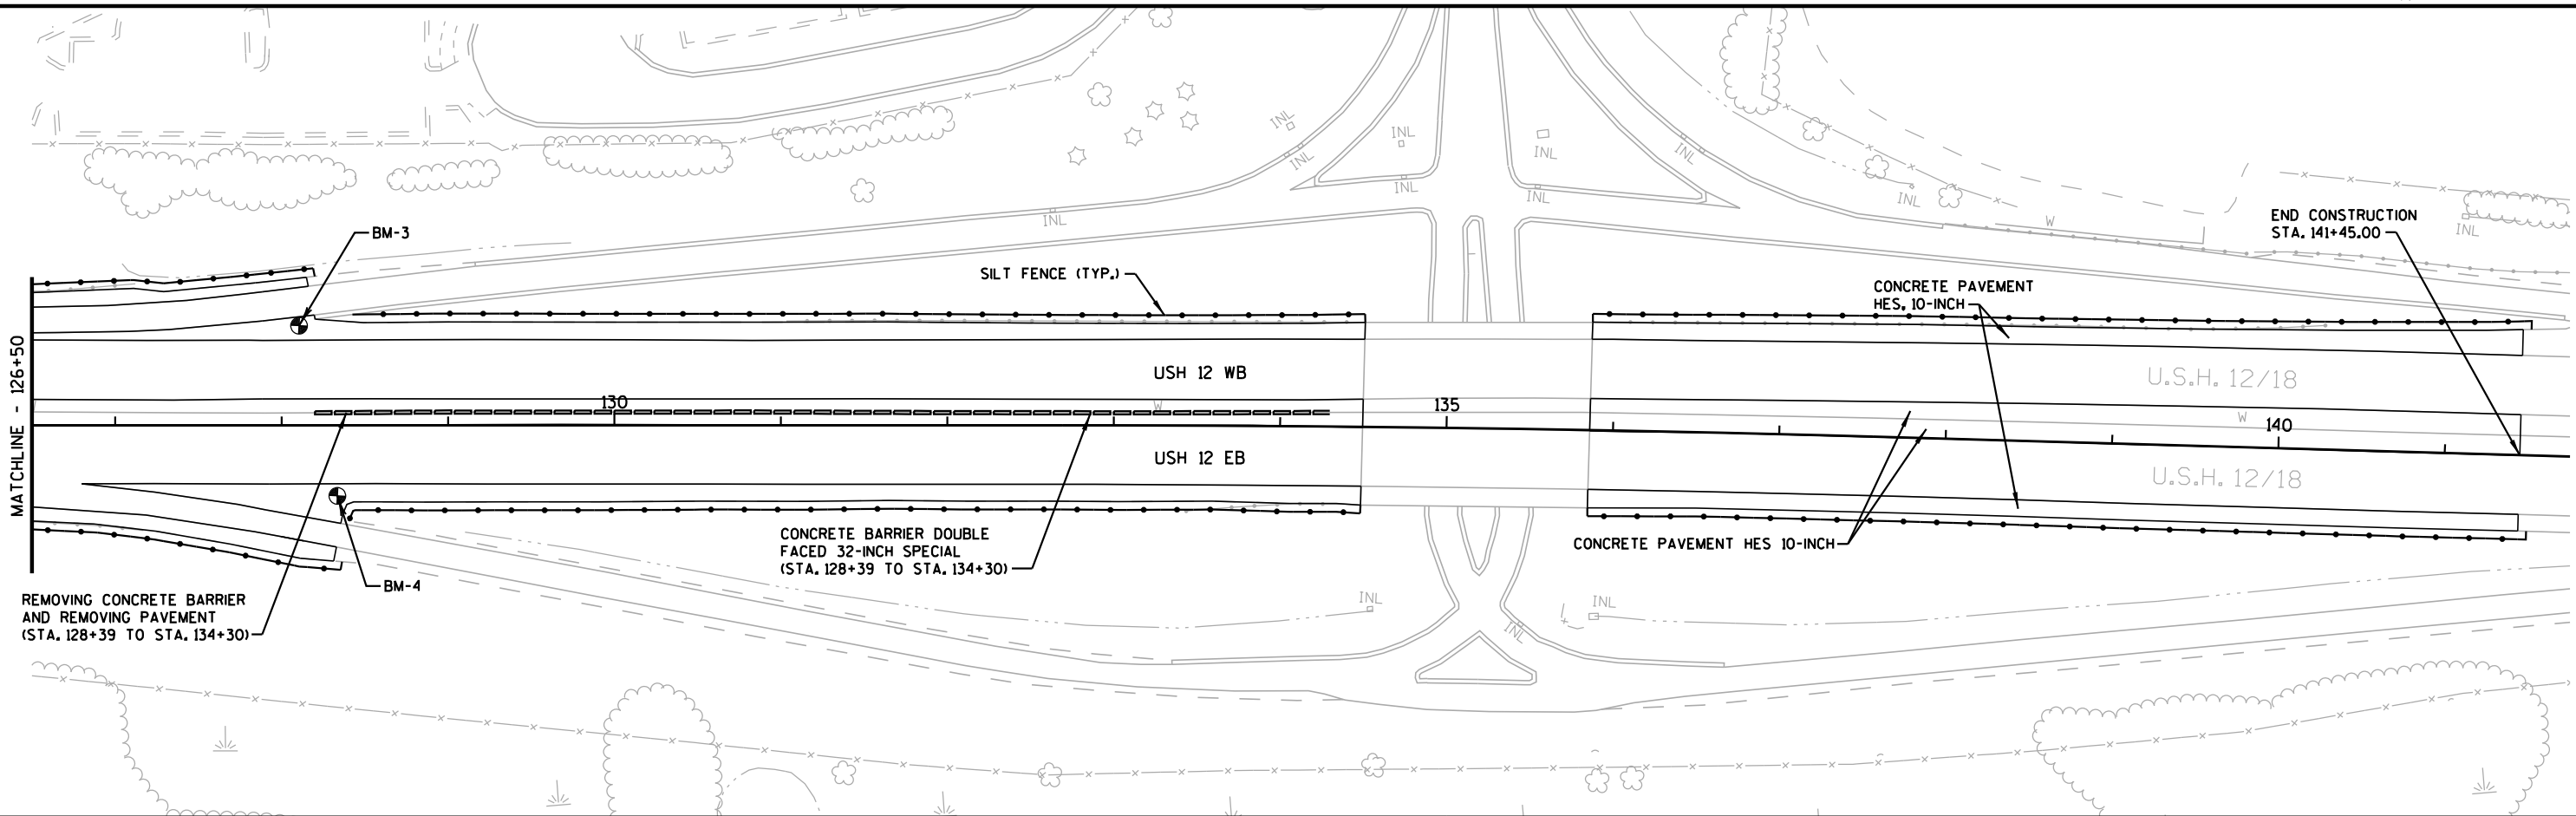 INL
INL
INL
INL
INL
INL
INL
INL
INL
INL
W
INL
BM-3
SILT FENCE (TYP.)
END CONSTRUCTION
STA. 141+45.00
CONCRETE PAVEMENT
HES. 10-INCH
MATCHLINE - 126+50
USH 12 WB
U.S.H. 12/18
130
W
135
W
140
USH 12 EB
U.S.H. 12/18
CONCRETE BARRIER DOUBLE
FACED 32-INCH SPECIAL
(STA. 128+39 TO STA. 134+30)
CONCRETE PAVEMENT HES 10-INCH
BM-4
REMOVING CONCRETE BARRIER
AND REMOVING PAVEMENT
(STA. 128+39 TO STA. 134+30)
INL
INL
INL